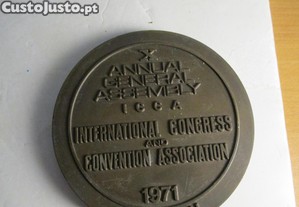 CustoJusto.pt
X
ANNUAL
GENERAL
ASSEMBLY
ICCA
INTERNATIONAL CONGRESS
AND
CONVENTION ASSOCIATION
1971